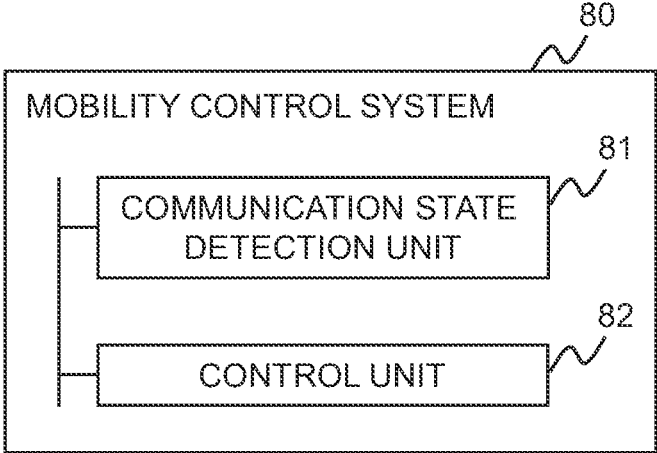 80
MOBILITY CONTROL SYSTEM
81
COMMUNICATION STATE
DETECTION UNIT
82
CONTROL UNIT